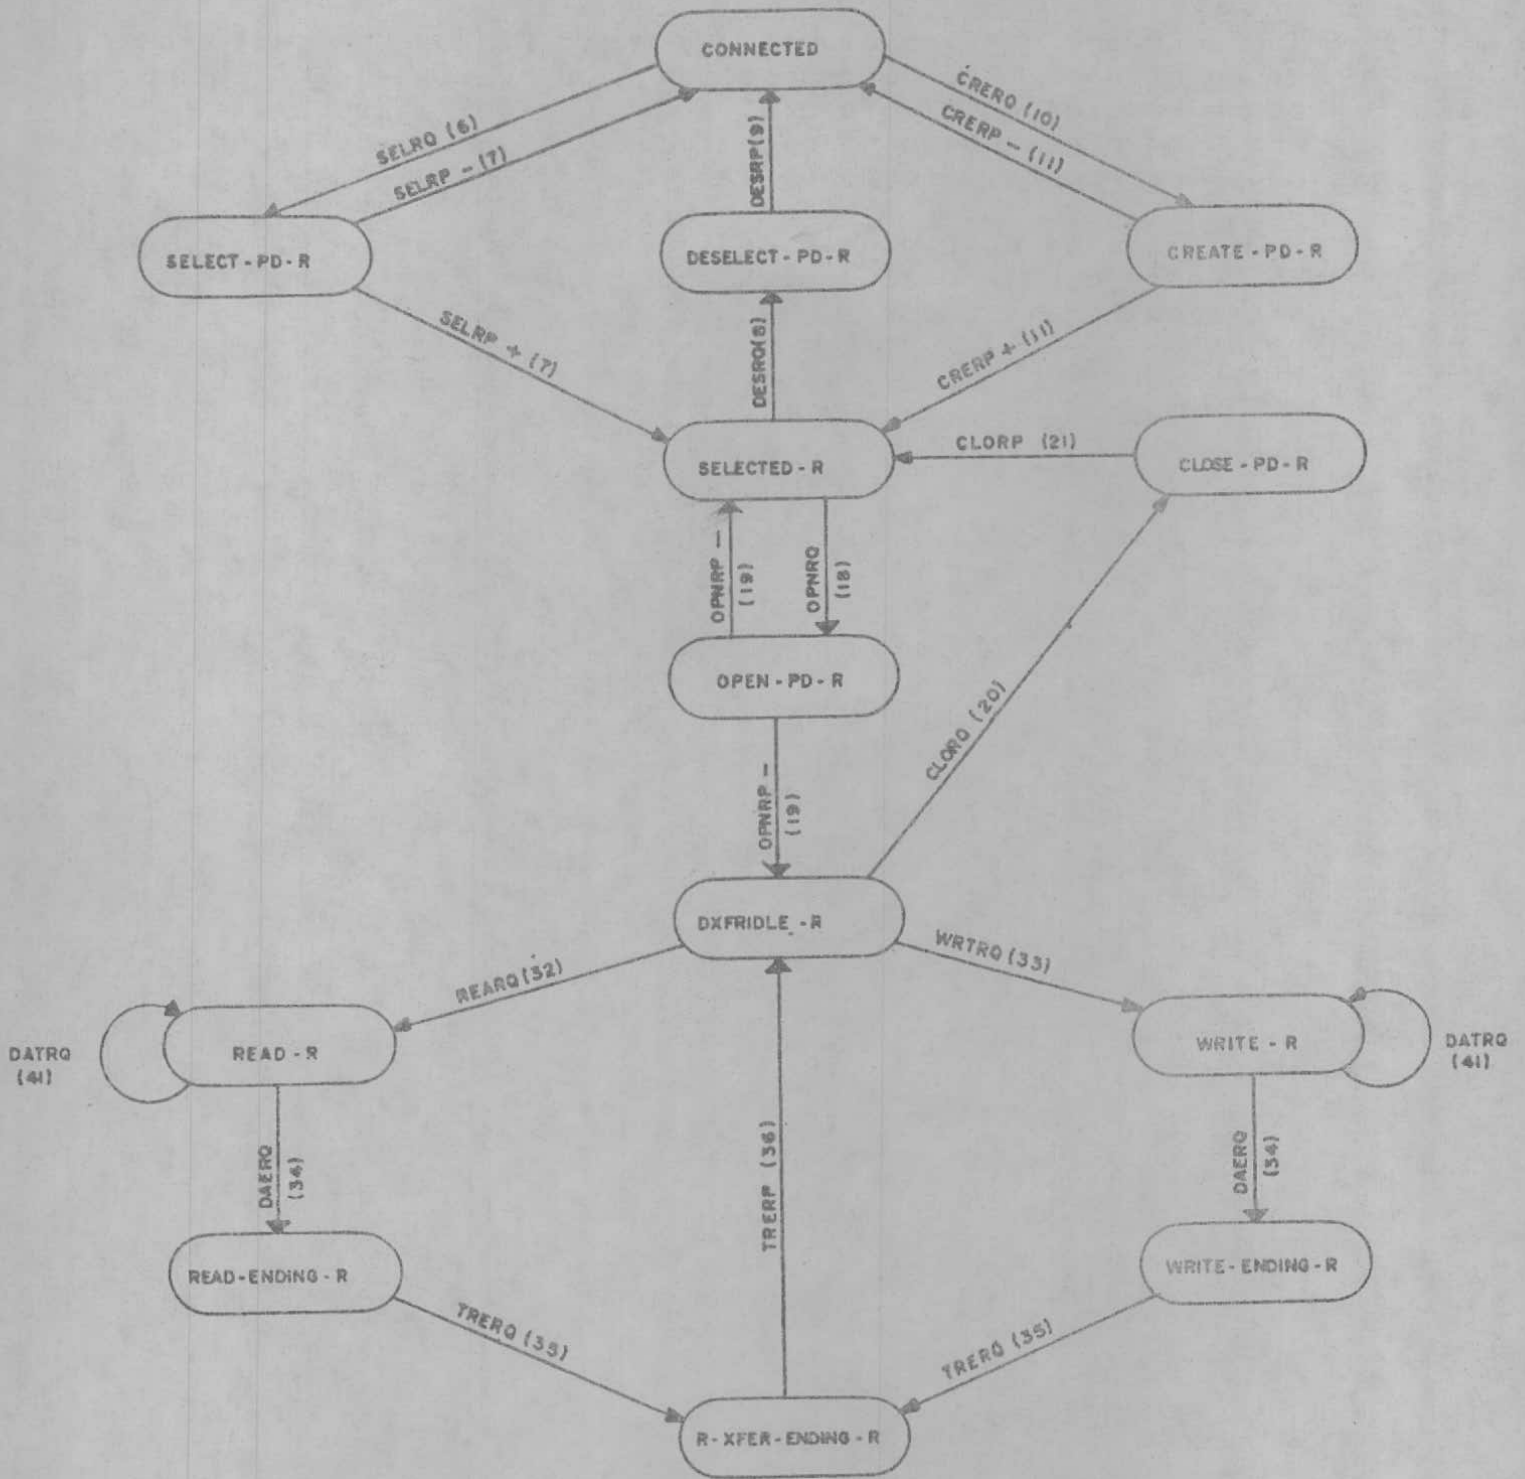 CONNECTED
CRERQ (10)
CRERP - (11)
SELRQ (6)
SELRP - (7)
DESRP(9)
SELECT - PD - R
DESELECT - PD - R
CREATE - PD - R
SELRP + (7)
DESRQ(8)
CRERP + (11)
SELECTED - R
CLORP (21)
CLOSE - PD - R
OPNRP -
(19)
OPNRQ
(18)
OPEN - PD - R
CLORQ (20)
OPNRP -
(19)
DXFRIDLE - R
REARQ (32)
WRTRQ (33)
DATRQ
(41)
READ - R
WRITE - R
DATRQ
(41)
DAERQ
(34)
TRERP (36)
DAERQ
(34)
READ - ENDING - R
WRITE - ENDING - R
TRERQ (35)
TRERQ (35)
R - XFER - ENDING - R